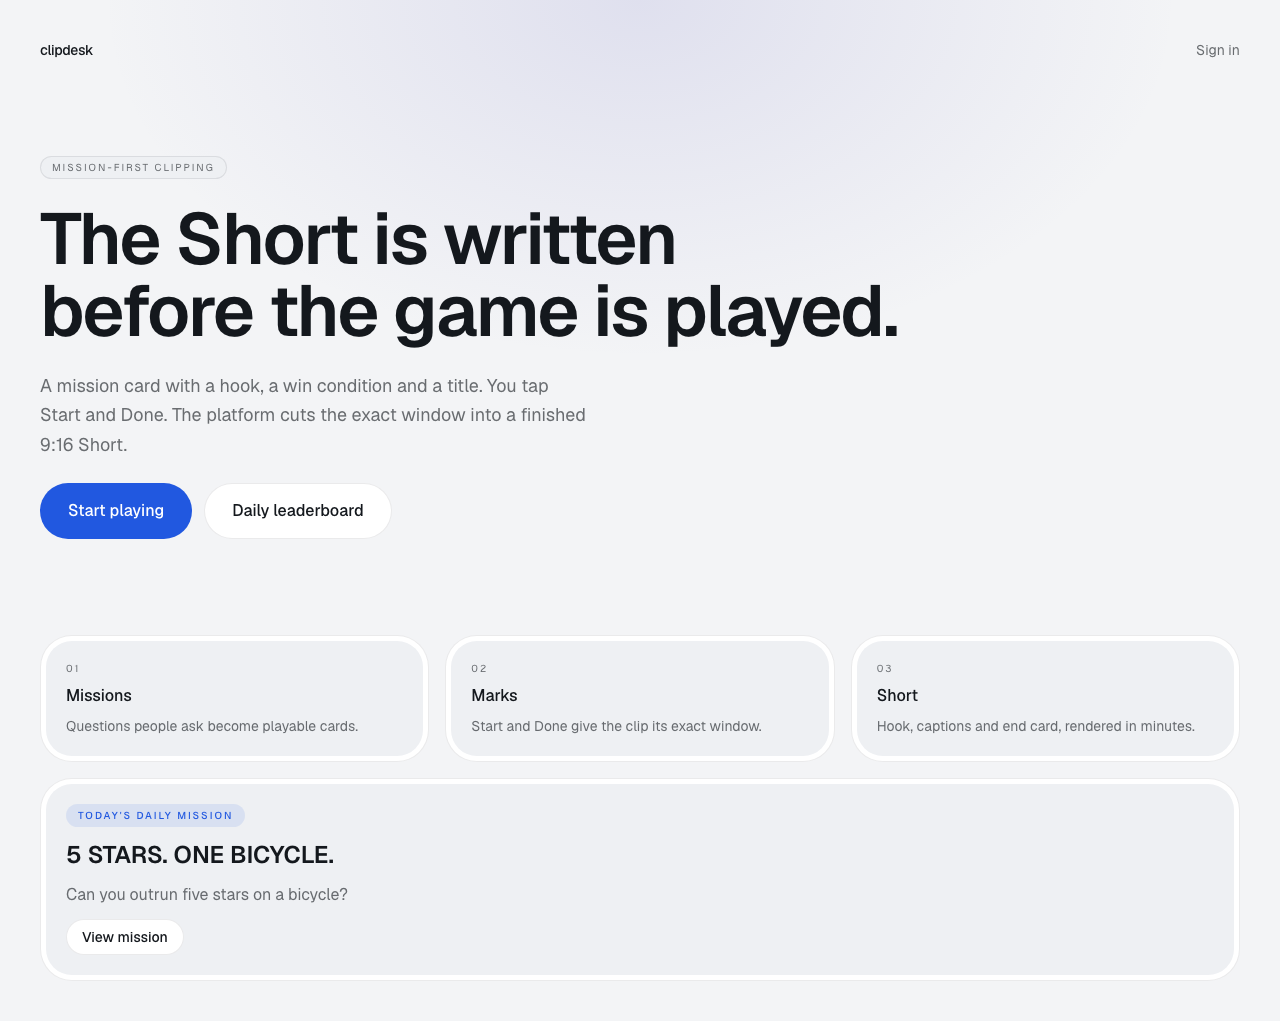 clipdesk
Sign in
MISSION-FIRST CLIPPING
The Short is written
before the game is played.
A mission card with a hook, a win condition and a title. You tap
Start and Done. The platform cuts the exact window into a finished
9:16 Short.
Start playing
Daily leaderboard
01
Missions
Questions people ask become playable cards.
02
Marks
Start and Done give the clip its exact window.
03
Short
Hook, captions and end card, rendered in minutes.
TODAY'S DAILY MISSION
5 STARS. ONE BICYCLE.
Can you outrun five stars on a bicycle?
View mission